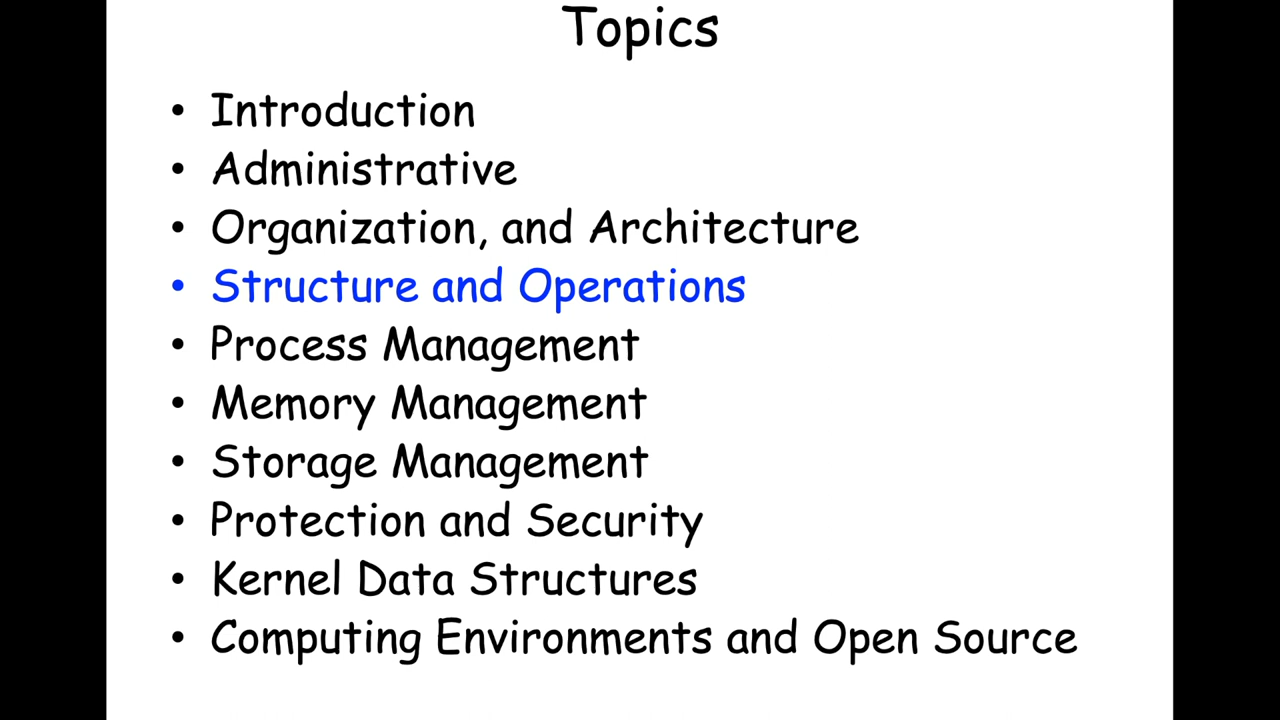 Topics
• Introduction
• Administrative
• Organization, and Architecture
• Structure and Operations
• Process Management
• Memory Management
• Storage Management
• Protection and Security
• Kernel Data Structures
• Computing Environments and Open Source